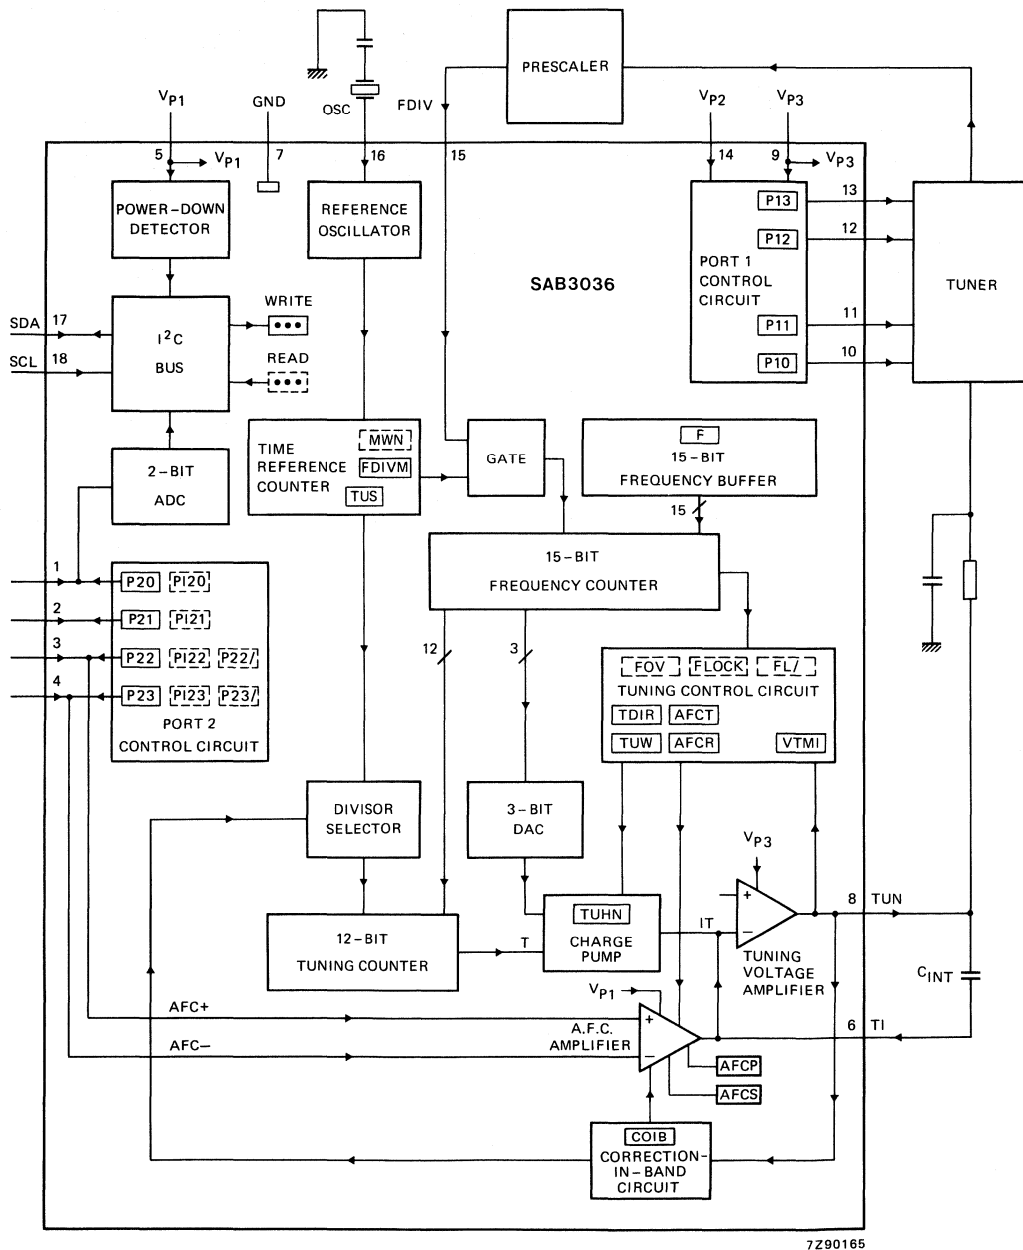 PRESCALER
OSC
FDIV
VP1
GND
VP2
VP3
5
VP1
7
16
15
14
9
VP3
POWER-DOWN
DETECTOR
REFERENCE
OSCILLATOR
SAB3036
P13
P12
PORT 1
CONTROL
CIRCUIT
P11
P10
13
12
11
10
TUNER
SDA
17
SCL
18
I²C
BUS
WRITE
READ
2-BIT
ADC
TIME
REFERENCE
COUNTER
MWN
FDIVM
TUS
GATE
F
15-BIT
FREQUENCY BUFFER
15
15-BIT
FREQUENCY COUNTER
12
3
1
2
3
4
P20 PI20
P21 PI21
P22 PI22 P22/
P23 PI23 P23/
PORT 2
CONTROL CIRCUIT
FOV FLOCK FL/
TUNING CONTROL CIRCUIT
TDIR AFCT
TUW AFCR VTMI
DIVISOR
SELECTOR
3-BIT
DAC
VP3
+
−
12-BIT
TUNING COUNTER
T
TUHN
CHARGE
PUMP
IT
TUNING
VOLTAGE
AMPLIFIER
8 TUN
CINT
VP1
AFC+
AFC−
A.F.C.
AMPLIFIER
+
−
6 TI
AFCP
AFCS
COIB
CORRECTION-
IN-BAND
CIRCUIT
7Z90165